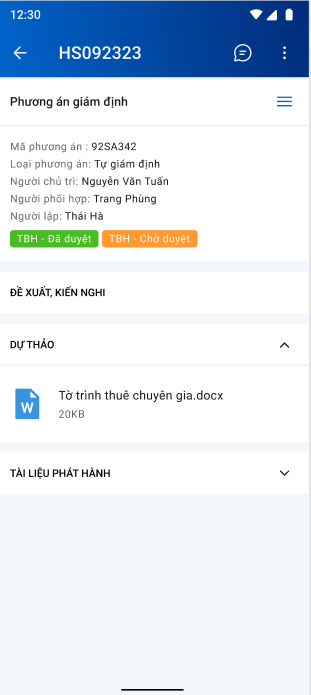 12:30
HS092323
Phương án giám định
Mã phương án : 92SA342
Loại phương án: Tự giám định
Người chủ trì: Nguyễn Văn Tuấn
Người phối hợp: Trang Phùng
Người lập: Thái Hà
TBH - Đã duyệt TBH - Chờ duyệt
ĐỀ XUẤT, KIẾN NGHI
DỰ THẢO
W
Tờ trình thuê chuyên gia.docx
20KB
TÀI LIỆU PHÁT HÀNH